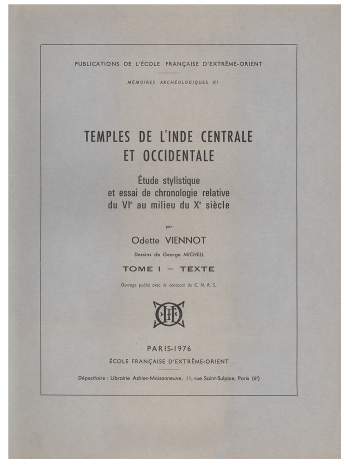 PUBLICATIONS DE L'ÉCOLE FRANÇAISE D'EXTRÊME-ORIENT
MÉMOIRES ARCHÉOLOGIQUES XI
TEMPLES DE L'INDE CENTRALE
ET OCCIDENTALE
Étude stylistique
et essai de chronologie relative
du VIᵉ au milieu du Xᵉ siècle
par
Odette VIENNOT
Dessins de George MICHELL
TOME I — TEXTE
Ouvrage publié avec le concours du C. N. R. S.
PARIS-1976
ÉCOLE FRANÇAISE D'EXTRÊME-ORIENT
Dépositaire : Librairie Adrien-Maisonneuve, 11, rue Saint-Sulpice, Paris (6ᵉ)